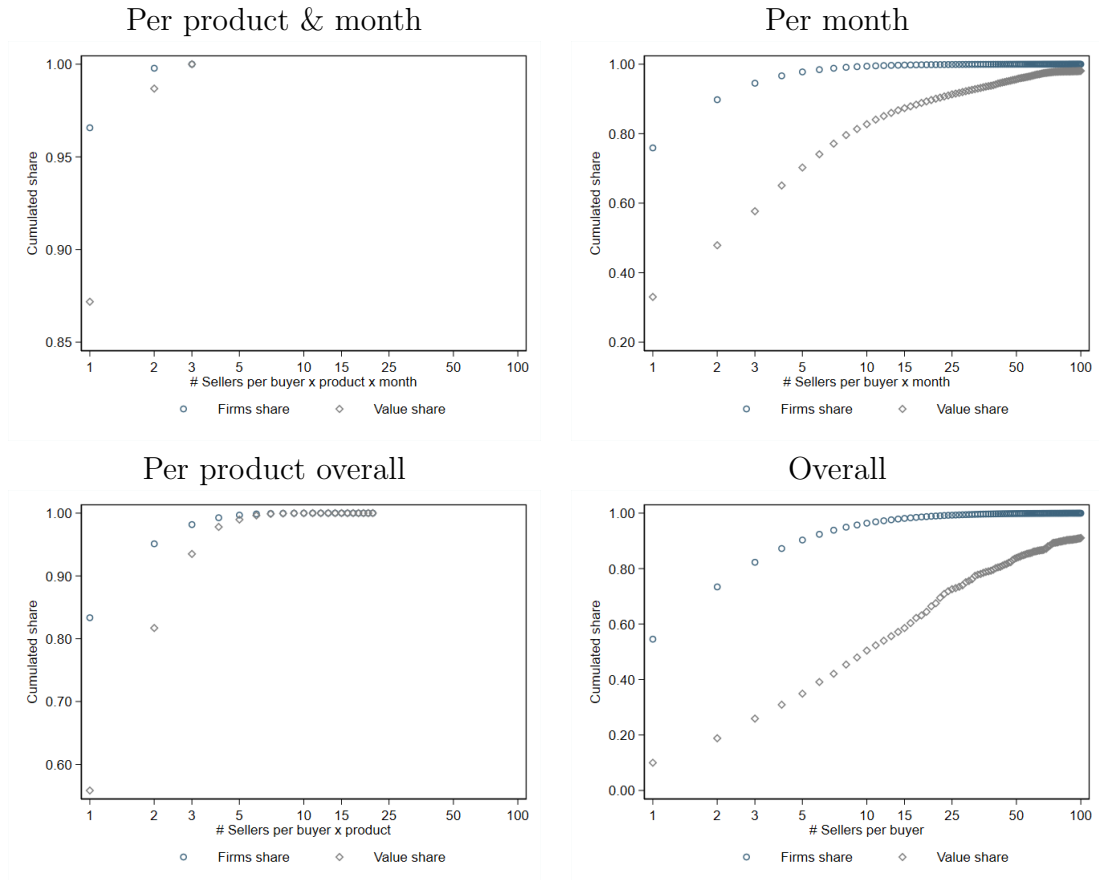 Per product & month
1.00
0.95
0.90
0.85
Cumulated share
1 2 3 5 10 15 25 50 100
# Sellers per buyer x product x month
Firms share Value share
Per month
1.00
0.80
0.60
0.40
0.20
Cumulated share
1 2 3 5 10 15 25 50 100
# Sellers per buyer x month
Firms share Value share
Per product overall
1.00
0.90
0.80
0.70
0.60
Cumulated share
1 2 3 5 10 15 25 50 100
# Sellers per buyer x product
Firms share Value share
Overall
1.00
0.80
0.60
0.40
0.20
0.00
Cumulated share
1 2 3 5 10 15 25 50 100
# Sellers per buyer
Firms share Value share